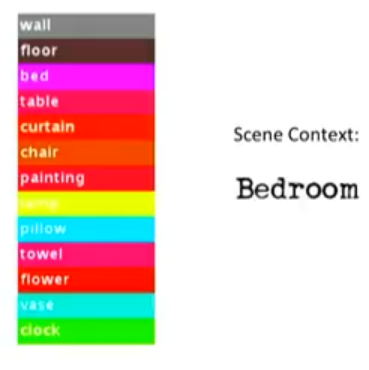 wall
floor
bed
table
curtain
chair
painting
lamp
pillow
towel
flower
vase
clock
Scene Context:
Bedroom